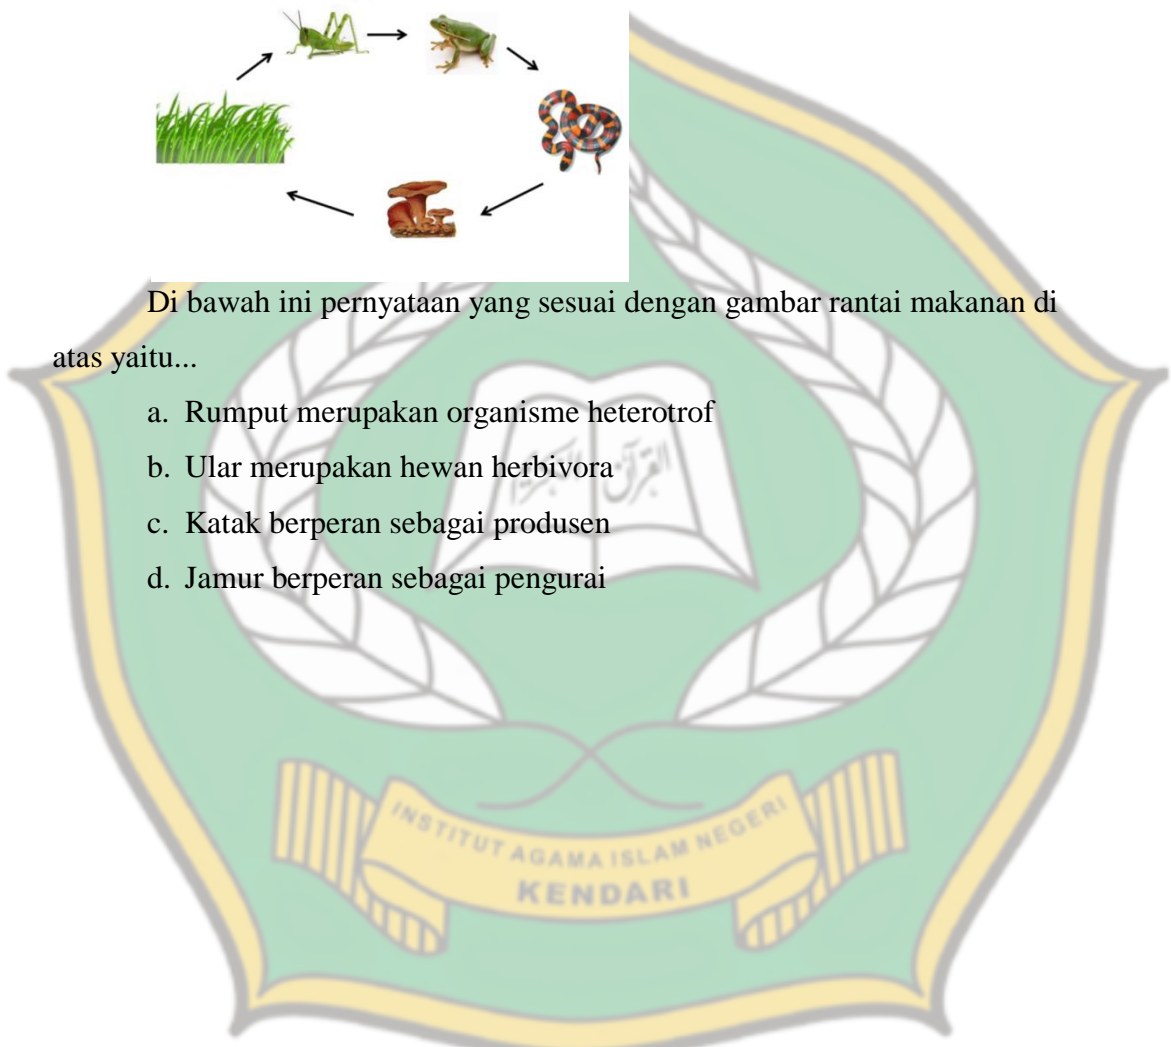 Di bawah ini pernyataan yang sesuai dengan gambar rantai makanan di
atas yaitu...
a. Rumput merupakan organisme heterotrof
b. Ular merupakan hewan herbivora
c. Katak berperan sebagai produsen
d. Jamur berperan sebagai pengurai
INSTITUT AGAMA ISLAM NEGERI
KENDARI